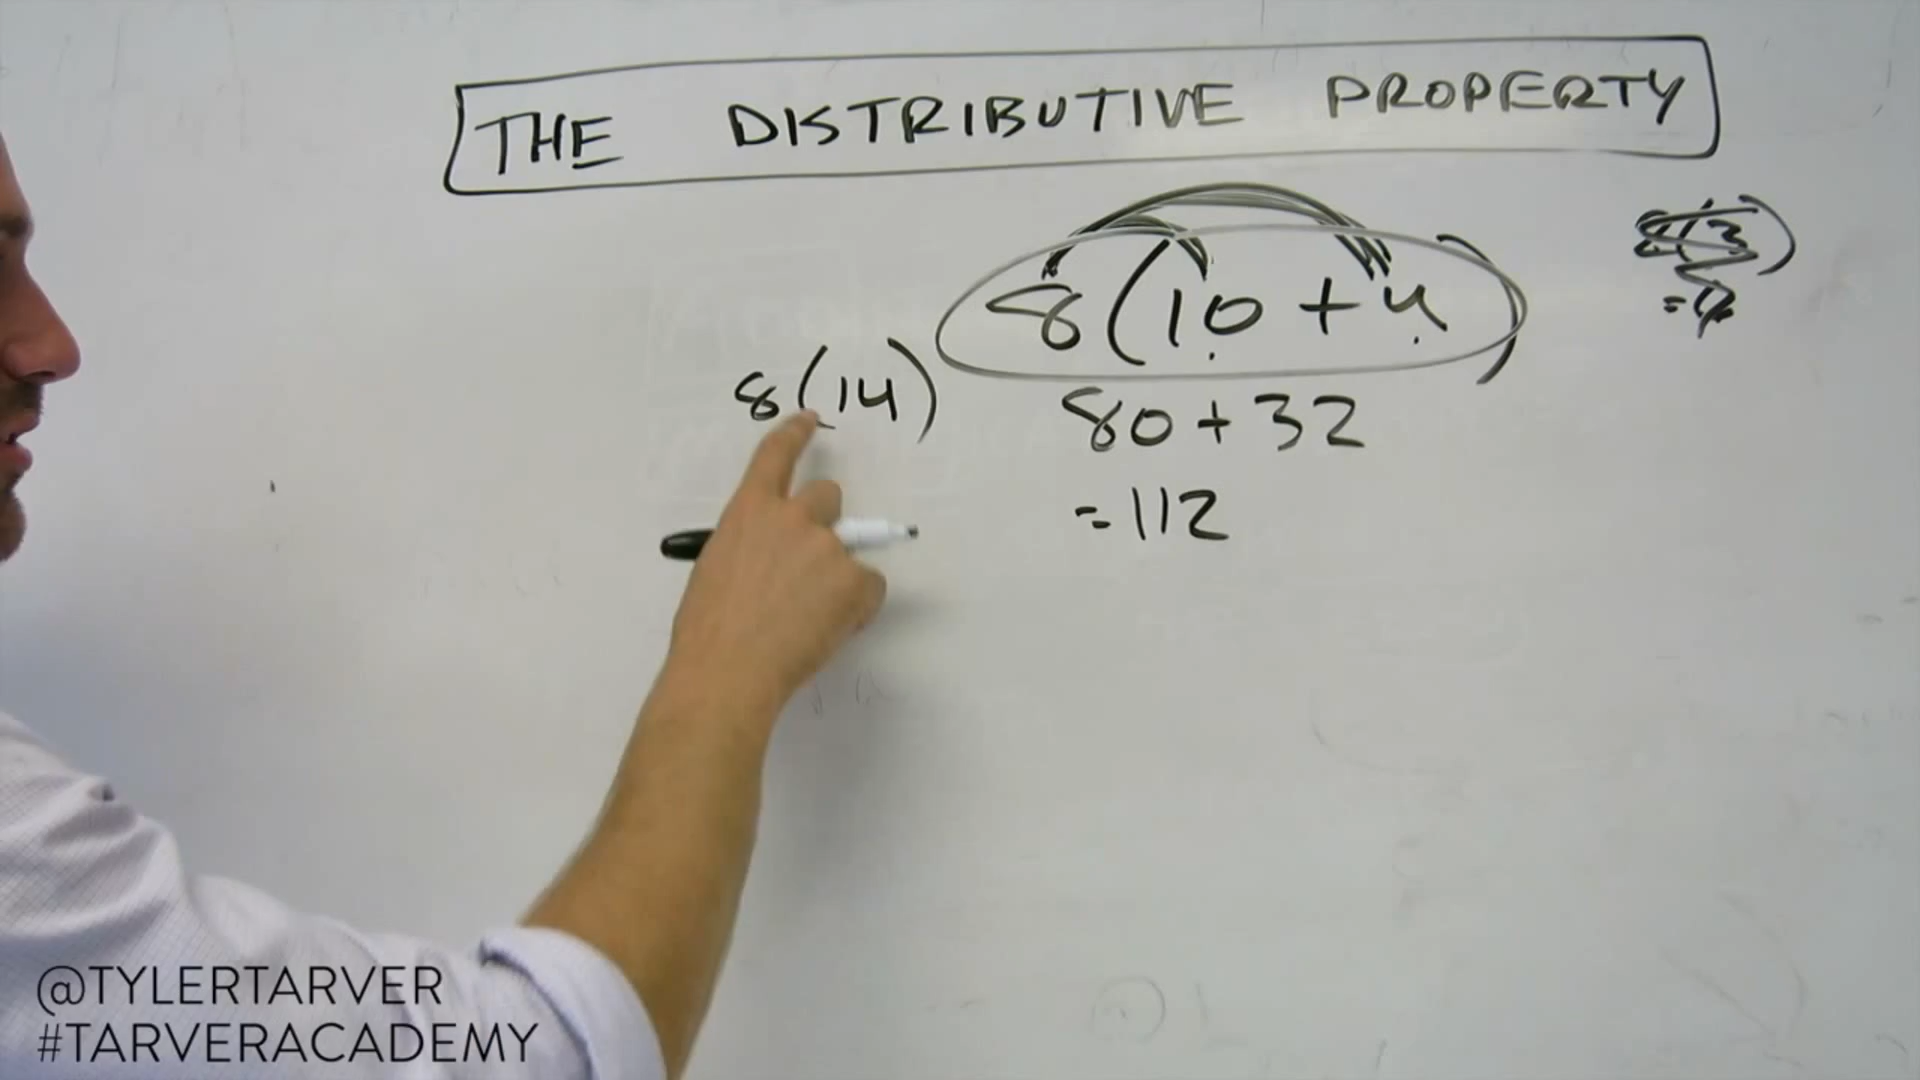 THE DISTRIBUTIVE PROPERTY
8(10+4)
8(14)
80+32
=112
@TYLERTARVER
#TARVERACADEMY